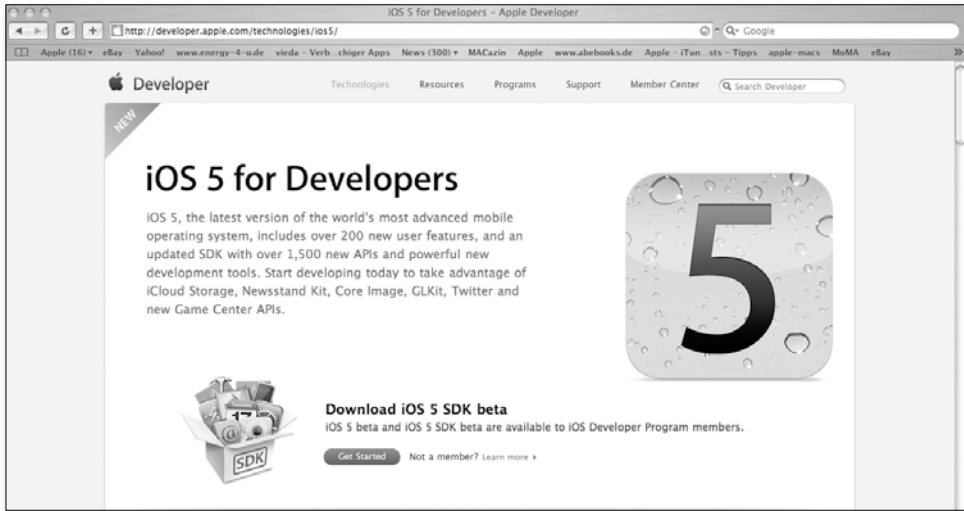 iOS 5 for Developers – Apple Developer
http://developer.apple.com/technologies/ios5/
Google
Apple (16) eBay Yahoo! www.energy-4-u.de vieda – Verb...chiger Apps News (300) MACazin Apple www.abebooks.de Apple – iTun...sts – Tipps apple-macs MoMA eBay
Developer
Technologies Resources Programs Support Member Center Search Developer
NEW
iOS 5 for Developers
iOS 5, the latest version of the world's most advanced mobile
operating system, includes over 200 new user features, and an
updated SDK with over 1,500 new APIs and powerful new
development tools. Start developing today to take advantage of
iCloud Storage, Newsstand Kit, Core Image, GLKit, Twitter and
new Game Center APIs.
5
17
@
SDK
Download iOS 5 SDK beta
iOS 5 beta and iOS 5 SDK beta are available to iOS Developer Program members.
Get Started Not a member? Learn more